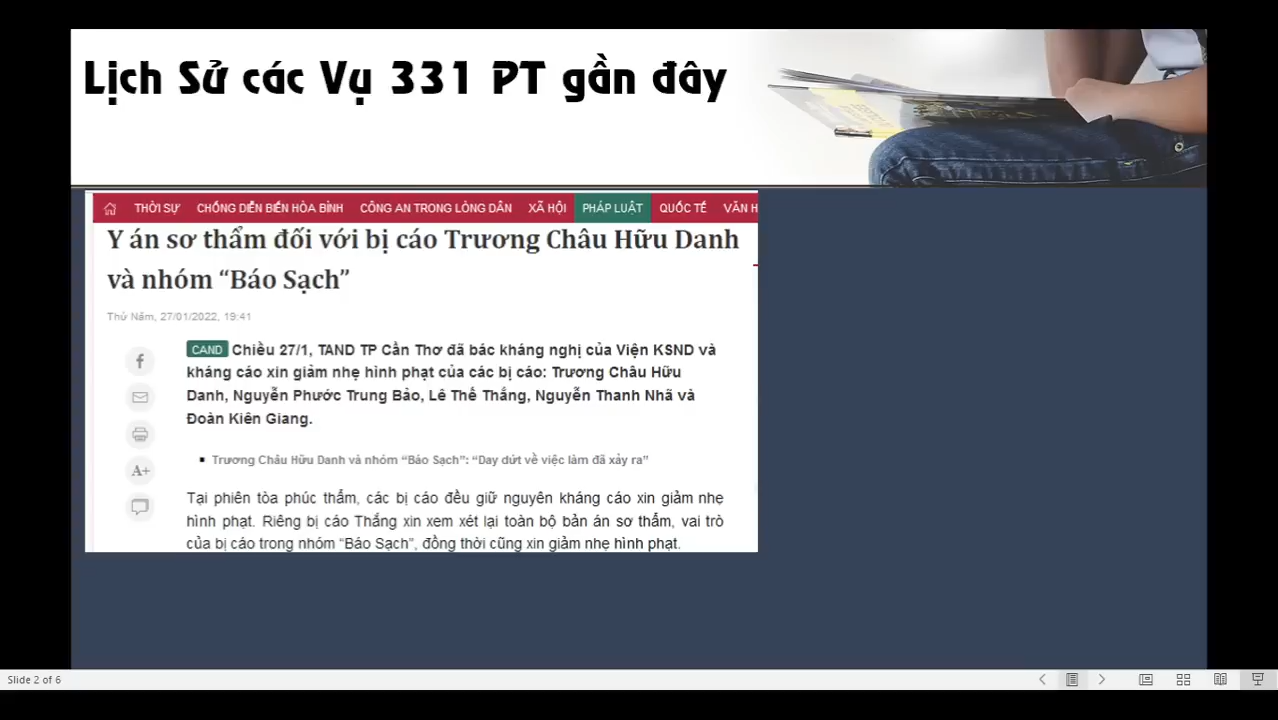 Lịch Sử các Vụ 331 PT gần đây
THỜI SỰ CHỐNG DIỄN BIẾN HÒA BÌNH CÔNG AN TRONG LÒNG DÂN XÃ HỘI PHÁP LUẬT QUỐC TẾ VĂN H
Y án sơ thẩm đối với bị cáo Trương Châu Hữu Danh
và nhóm “Báo Sạch”
Thứ Năm, 27/01/2022, 19:41
CAND Chiều 27/1, TAND TP Cần Thơ đã bác kháng nghị của Viện KSND và
kháng cáo xin giảm nhẹ hình phạt của các bị cáo: Trương Châu Hữu
Danh, Nguyễn Phước Trung Bảo, Lê Thế Thắng, Nguyễn Thanh Nhã và
Đoàn Kiên Giang.
Trương Châu Hữu Danh và nhóm “Báo Sạch”: “Day dứt về việc làm đã xảy ra”
A+
Tại phiên tòa phúc thẩm, các bị cáo đều giữ nguyên kháng cáo xin giảm nhẹ
hình phạt. Riêng bị cáo Thắng xin xem xét lại toàn bộ bản án sơ thẩm, vai trò
của bị cáo trong nhóm “Báo Sạch”, đồng thời cũng xin giảm nhẹ hình phạt.
Slide 2 of 6